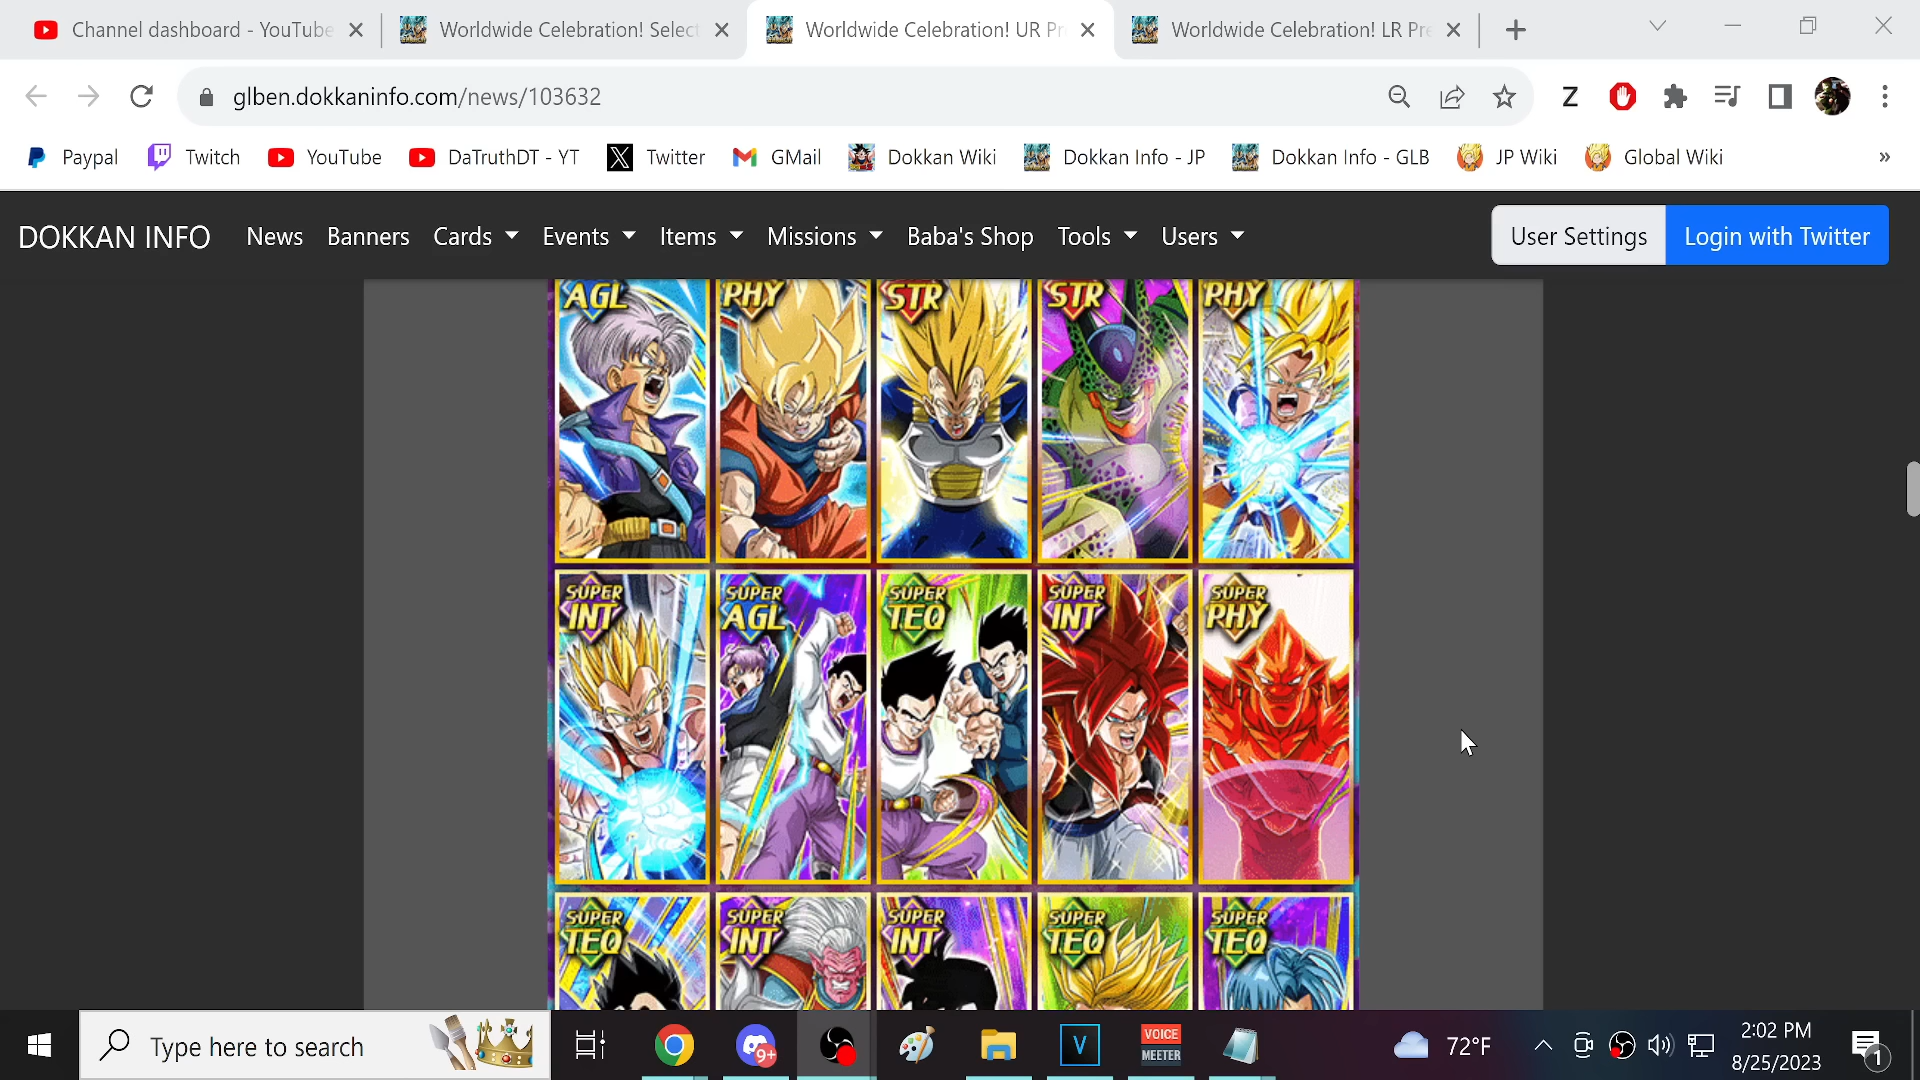 Channel dashboard - YouTube
Worldwide Celebration! Select
Worldwide Celebration! UR Pre
Worldwide Celebration! LR Pre
glben.dokkaninfo.com/news/103632
Z
Paypal Twitch YouTube DaTruthDT - YT Twitter GMail Dokkan Wiki Dokkan Info - JP Dokkan Info - GLB JP Wiki Global Wiki »
DOKKAN INFO News Banners Cards Events Items Missions Baba's Shop Tools Users User Settings Login with Twitter
AGL PHY STR STR PHY
SUPER INT SUPER AGL SUPER TEQ SUPER INT SUPER PHY
SUPER TEQ SUPER INT SUPER INT SUPER TEQ SUPER TEQ
Type here to search
9+
V
VOICE
MEETER
72°F
2:02 PM
8/25/2023
1